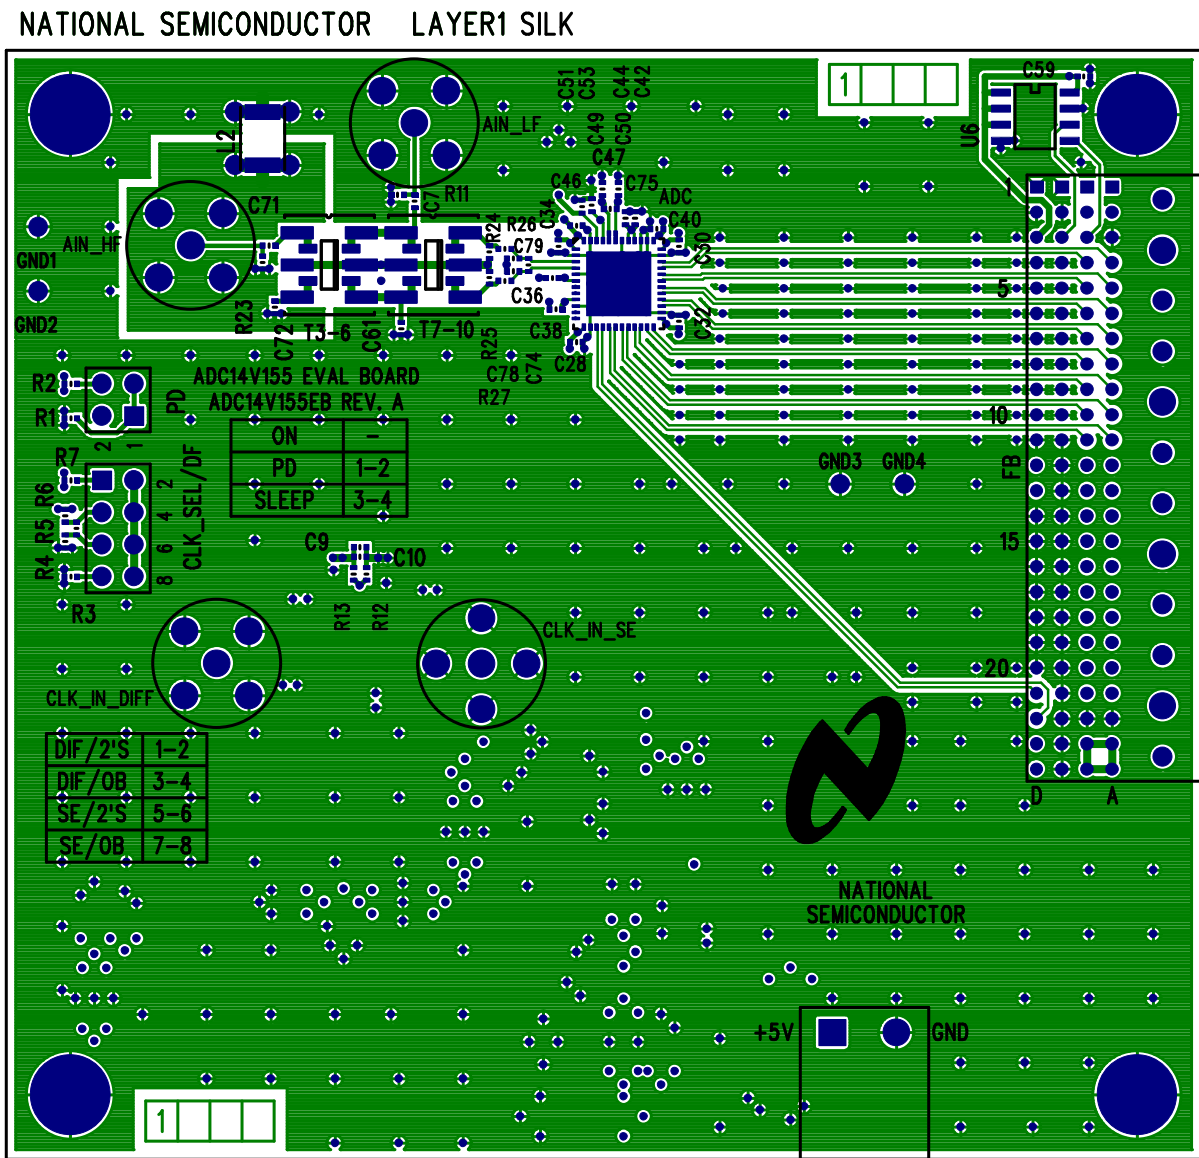 NATIONAL SEMICONDUCTOR LAYER1 SILK
C51
C53
C44
C42
1
C59
U6
L2
AIN_LF
C49
C50
C47
C46
C75
ADC
R11
C7
C71
C34
C40
AIN_HF
R24
R26
C79
C30
1
GND1
GND2
5
C36
C32
R23
C72
T3-6
C61
T7-10
R25
C38
C28
C78
C74
R27
ADC14V155 EVAL BOARD
ADC14V155EB REV. A
R2
R1
PD
2
1
ON -
PD 1-2
SLEEP 3-4
10
GND3
GND4
FB
R7
R6
R5
R4
R3
2
4
6
8
CLK_SEL/DF
15
C9
C10
R13
R12
CLK_IN_SE
20
CLK_IN_DIFF
DIF/2'S 1-2
DIF/OB 3-4
SE/2'S 5-6
SE/OB 7-8
D
A
NATIONAL
SEMICONDUCTOR
+5V
GND
1